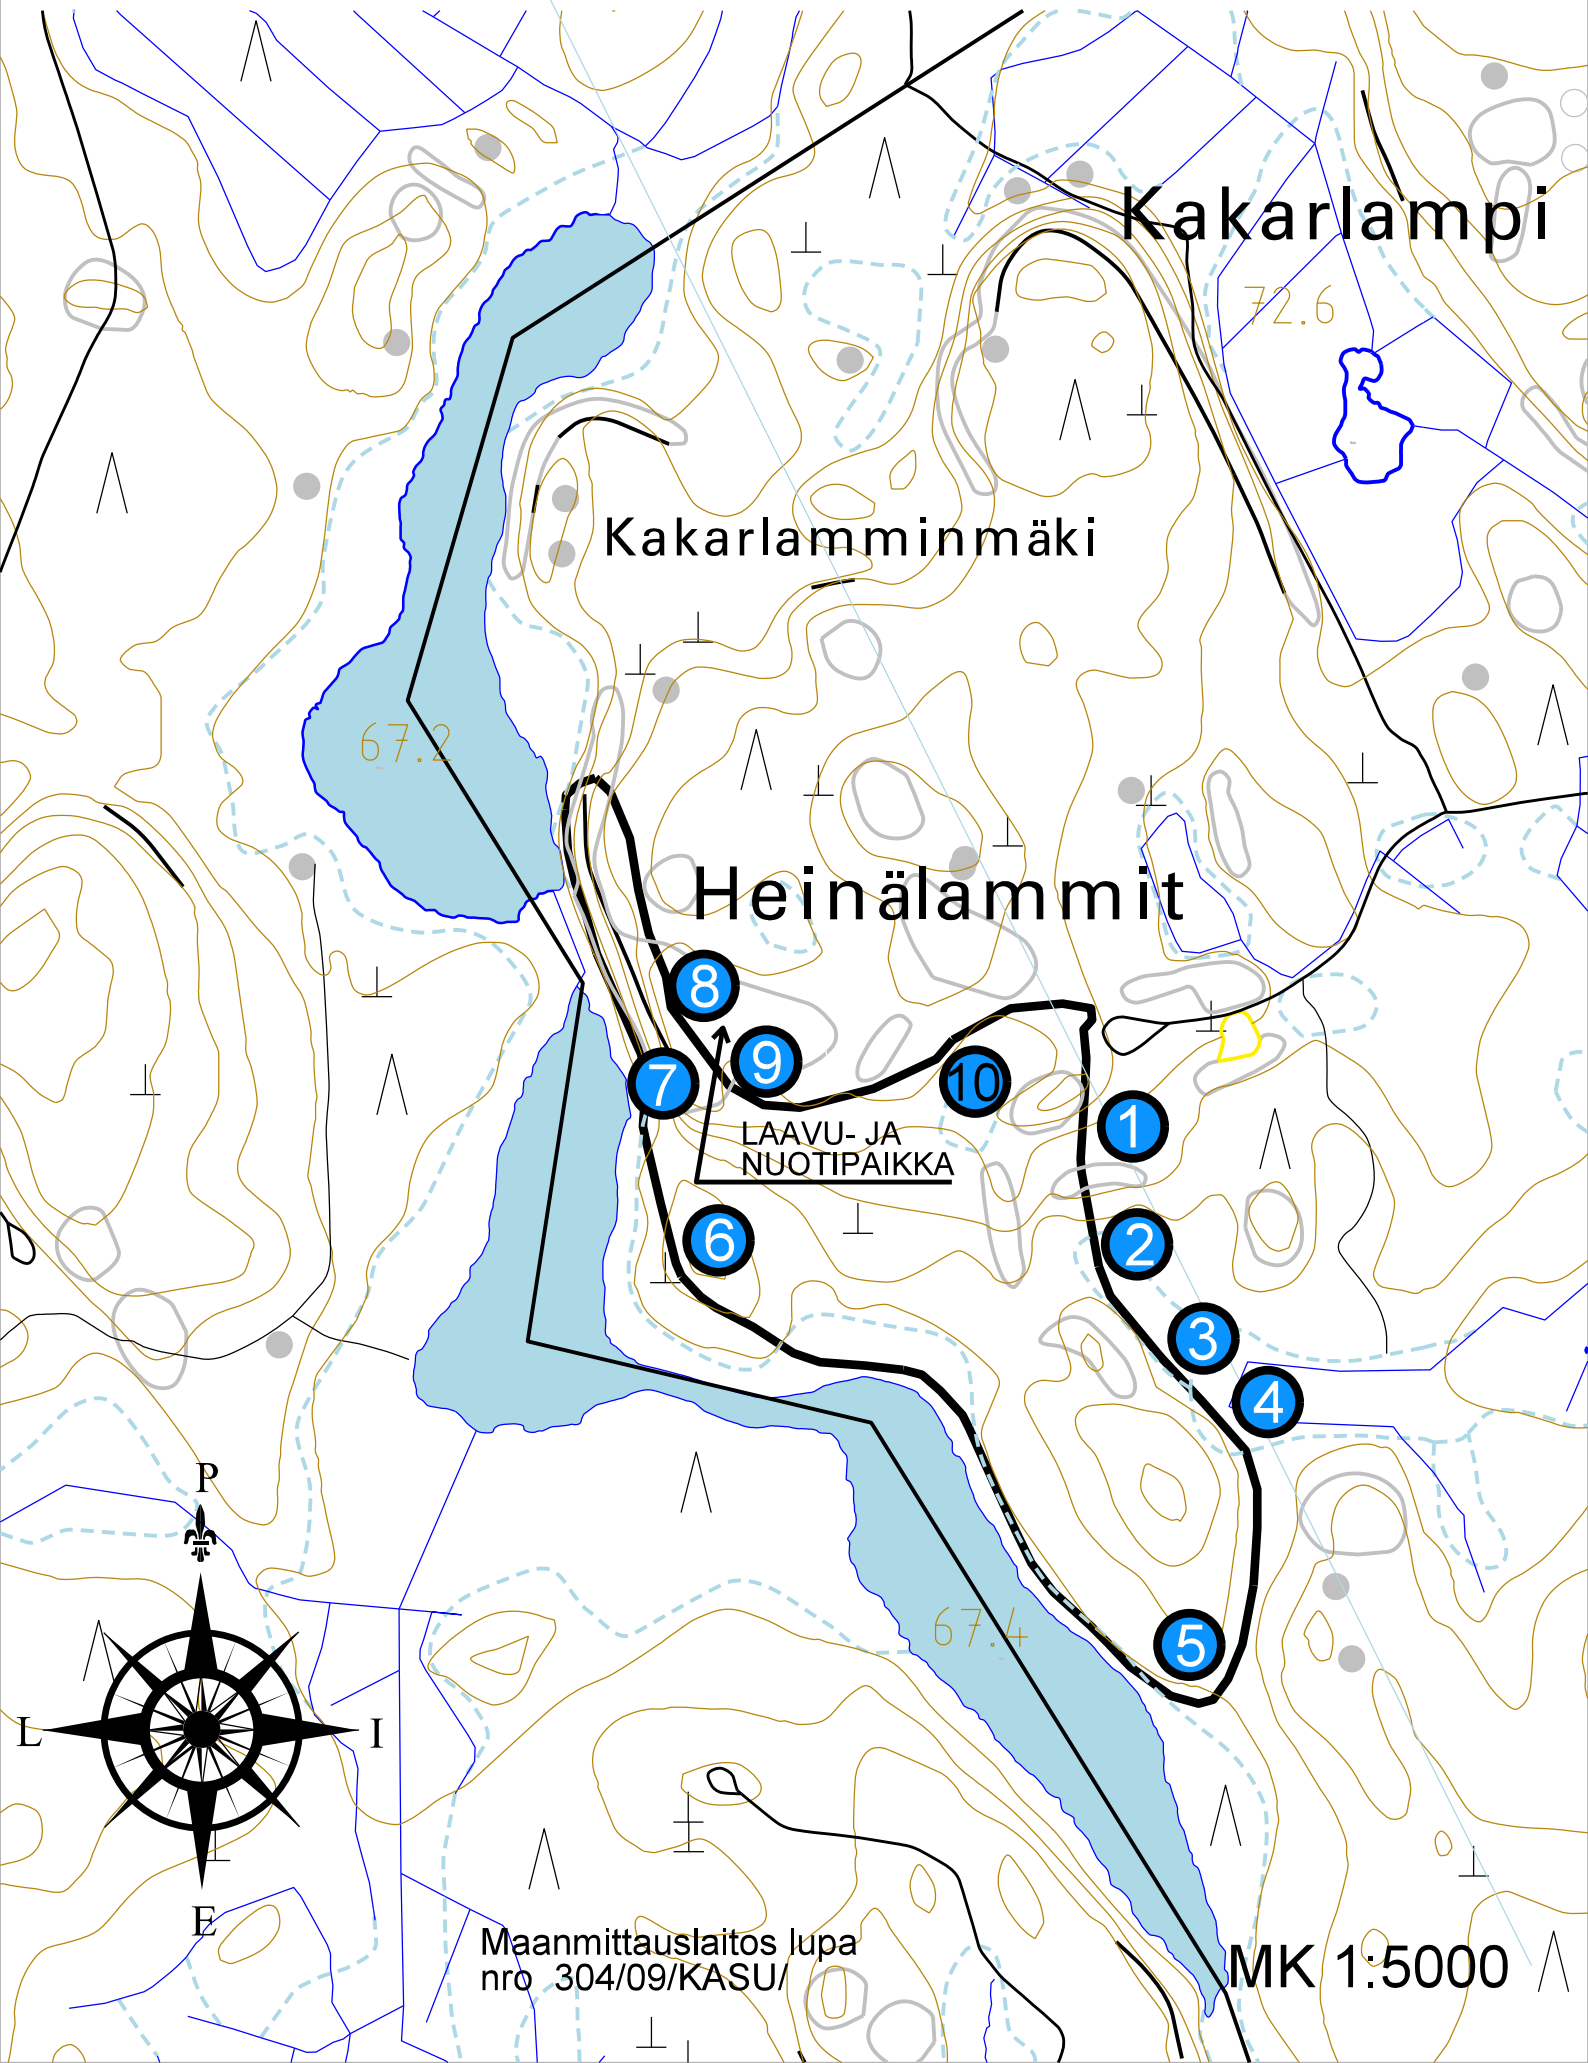 Kakarlampi
72.6
Kakarlamminmäki
67.2
Heinälammit
8
9
7
10
1
LAAVU- JA
NUOTIPAIKKA
6
2
3
4
P
67.4
5
L
I
E
Maanmittauslaitos lupa
nro 304/09/KASU/
MK 1:5000